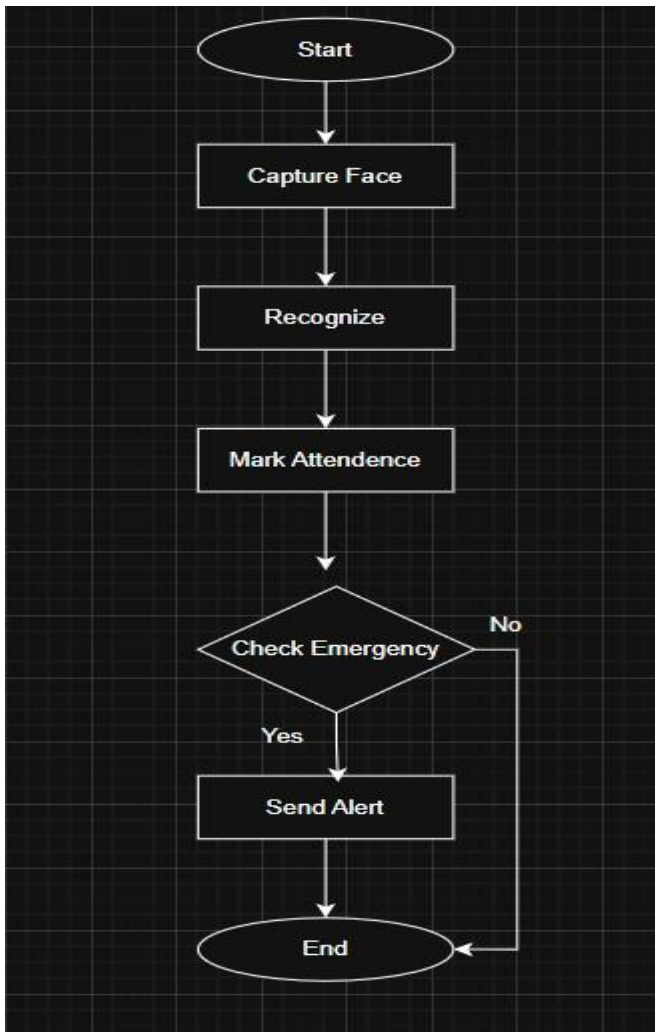 Start
Capture Face
Recognize
Mark Attendence
Check Emergency
No
Yes
Send Alert
End